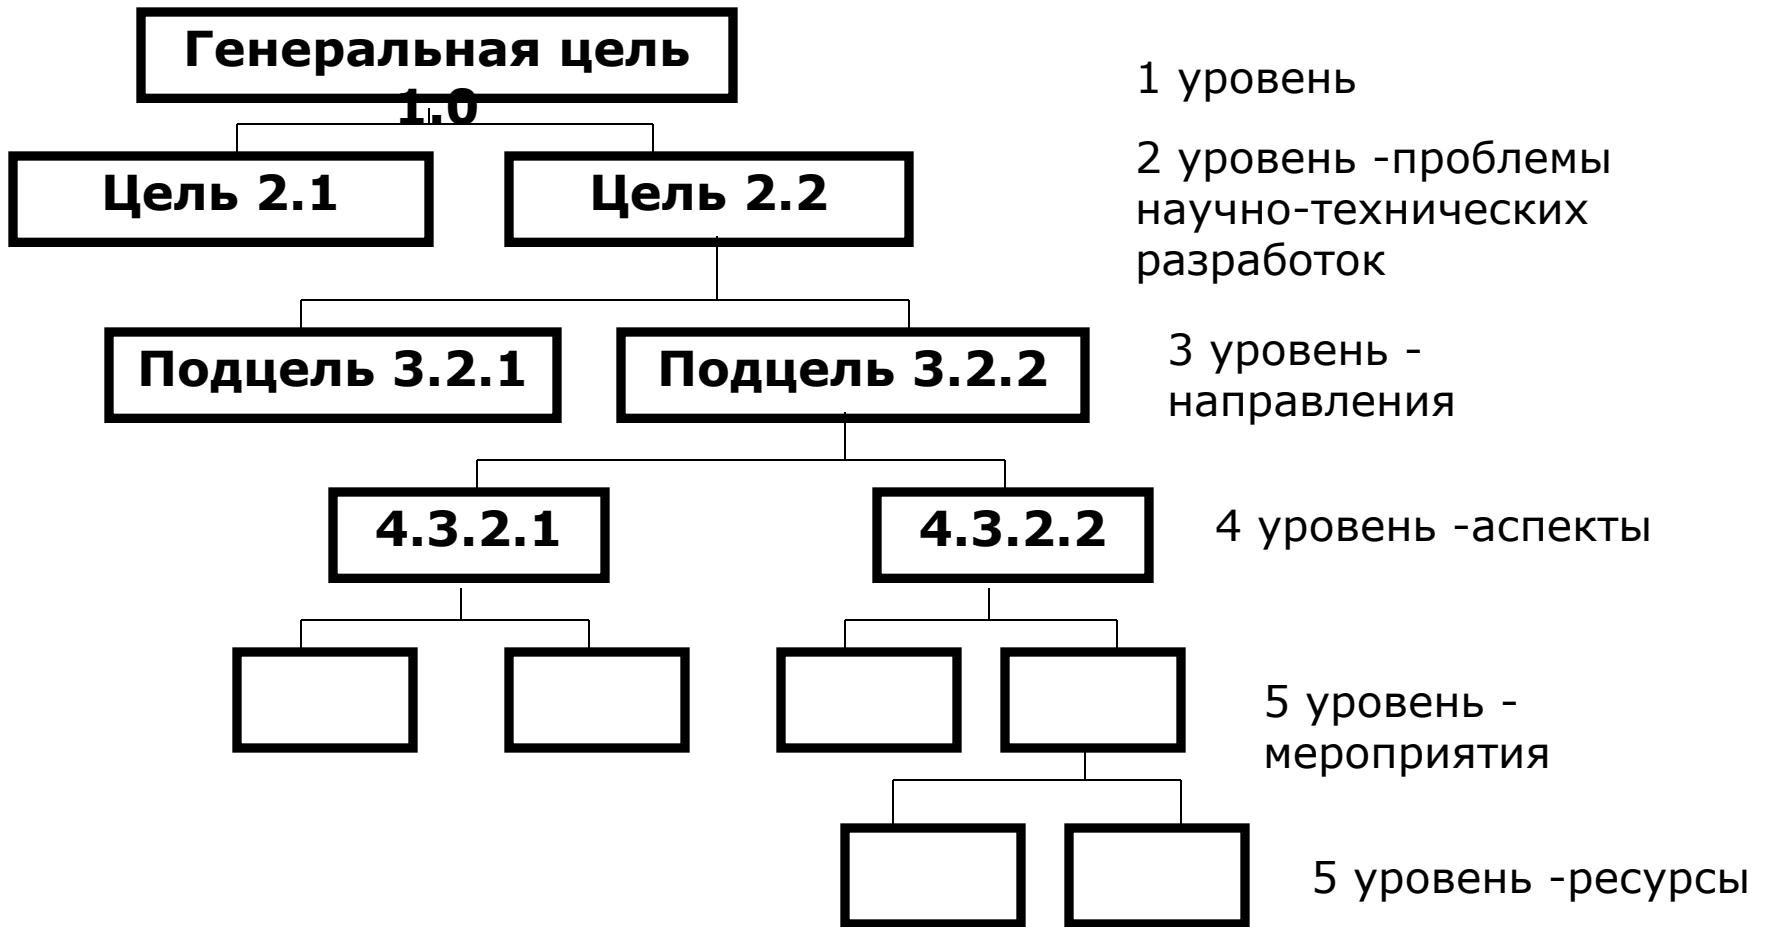 Генеральная цель
1.0
1 уровень
Цель 2.1
Цель 2.2
2 уровень -проблемы
научно-технических
разработок
Подцель 3.2.1
Подцель 3.2.2
3 уровень -
направления
4.3.2.1
4.3.2.2
4 уровень -аспекты
5 уровень -
мероприятия
5 уровень -ресурсы